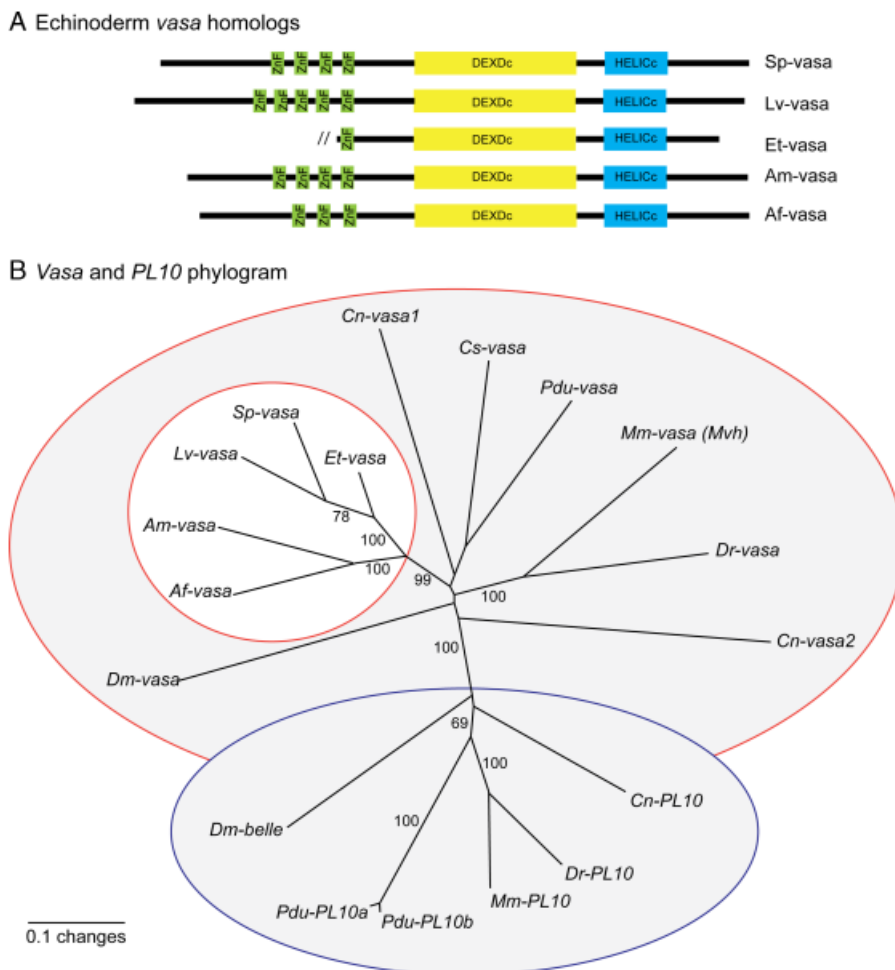 A Echinoderm vasa homologs
ZnF ZnF ZnF ZnF DEXDc HELICc Sp-vasa
ZnF ZnF ZnF ZnF ZnF DEXDc HELICc Lv-vasa
// ZnF DEXDc HELICc Et-vasa
ZnF ZnF ZnF ZnF DEXDc HELICc Am-vasa
ZnF ZnF ZnF DEXDc HELICc Af-vasa
B Vasa and PL10 phylogram
Cn-vasa1
Cs-vasa
Pdu-vasa
Sp-vasa
Mm-vasa (Mvh)
Lv-vasa
Et-vasa
78
Am-vasa
100
Dr-vasa
100
99
Af-vasa
100
Cn-vasa2
100
Dm-vasa
69
100
Cn-PL10
100
Dm-belle
Dr-PL10
Mm-PL10
Pdu-PL10a
Pdu-PL10b
0.1 changes